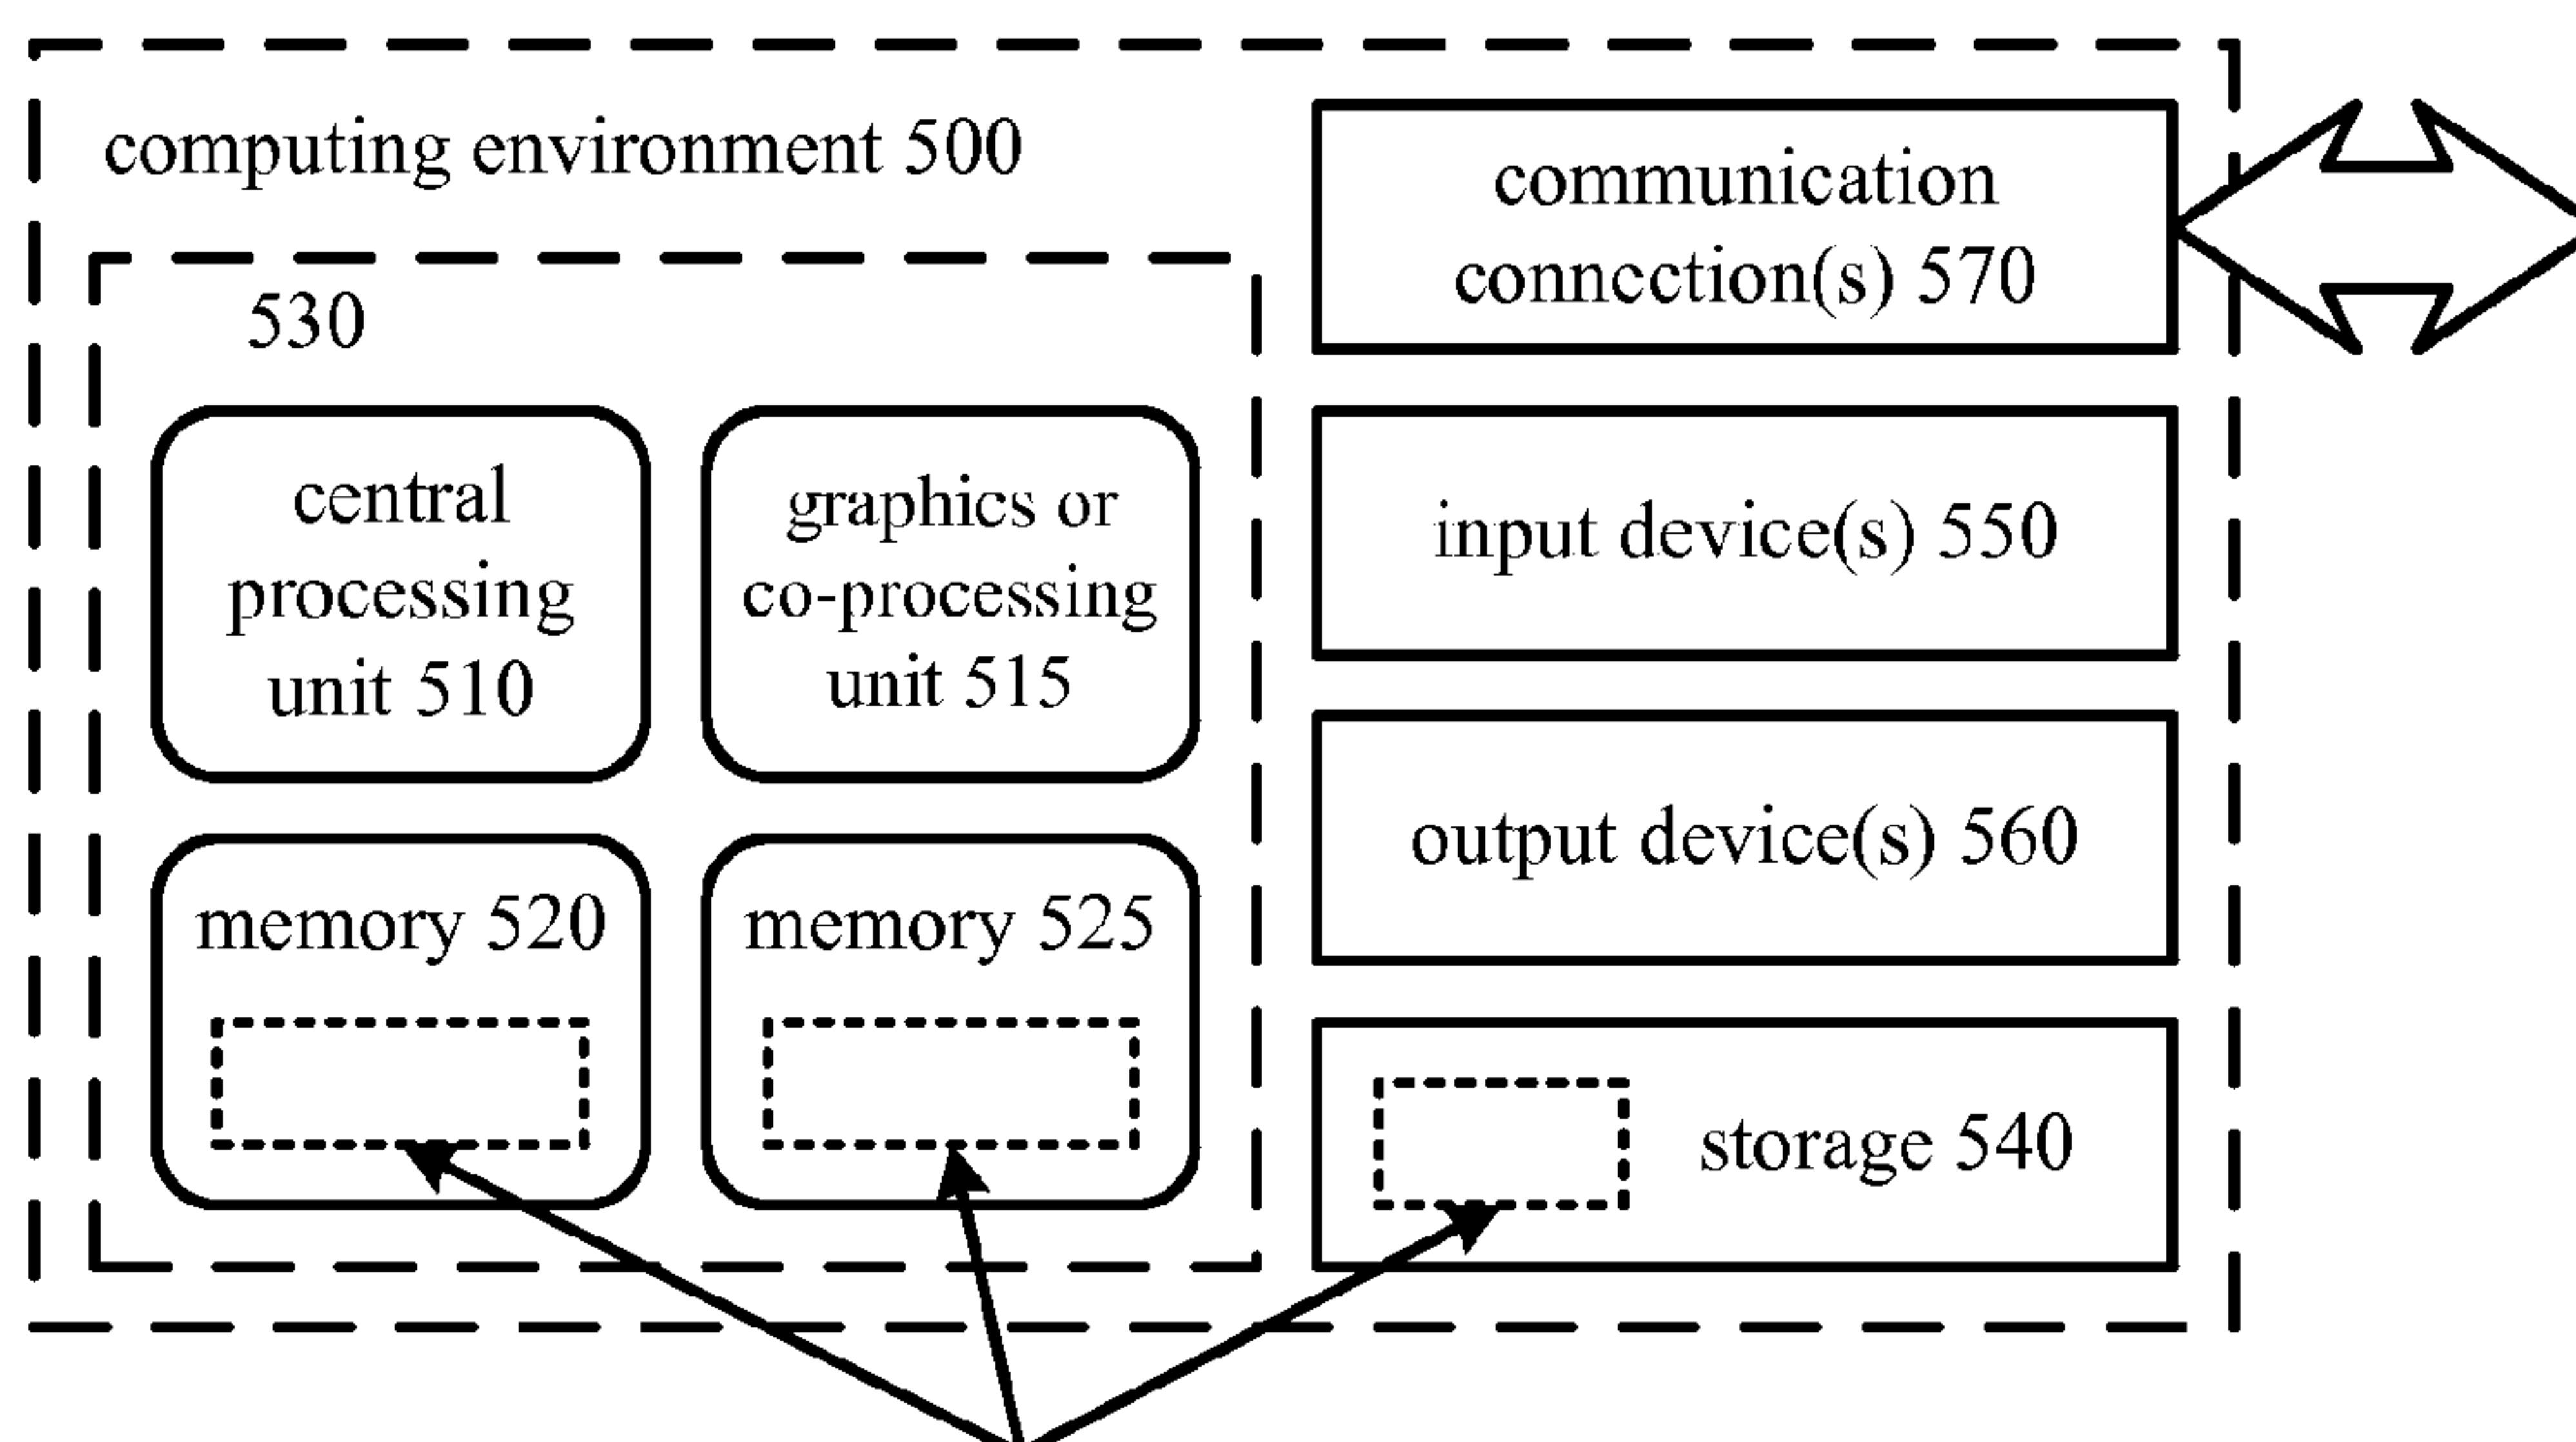 computing environment 500
530
central
processing
unit 510
graphics or
co-processing
unit 515
memory 520
memory 525
communication
connection(s) 570
input device(s) 550
output device(s) 560
storage 540